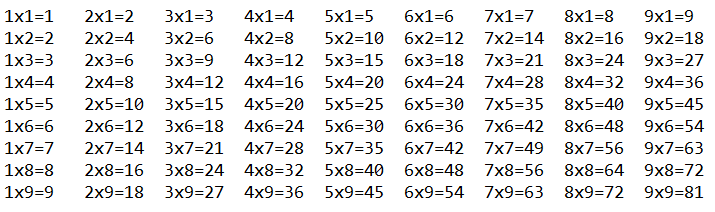 1x1=1 2x1=2 3x1=3 4x1=4 5x1=5 6x1=6 7x1=7 8x1=8 9x1=9
1x2=2 2x2=4 3x2=6 4x2=8 5x2=10 6x2=12 7x2=14 8x2=16 9x2=18
1x3=3 2x3=6 3x3=9 4x3=12 5x3=15 6x3=18 7x3=21 8x3=24 9x3=27
1x4=4 2x4=8 3x4=12 4x4=16 5x4=20 6x4=24 7x4=28 8x4=32 9x4=36
1x5=5 2x5=10 3x5=15 4x5=20 5x5=25 6x5=30 7x5=35 8x5=40 9x5=45
1x6=6 2x6=12 3x6=18 4x6=24 5x6=30 6x6=36 7x6=42 8x6=48 9x6=54
1x7=7 2x7=14 3x7=21 4x7=28 5x7=35 6x7=42 7x7=49 8x7=56 9x7=63
1x8=8 2x8=16 3x8=24 4x8=32 5x8=40 6x8=48 7x8=56 8x8=64 9x8=72
1x9=9 2x9=18 3x9=27 4x9=36 5x9=45 6x9=54 7x9=63 8x9=72 9x9=81